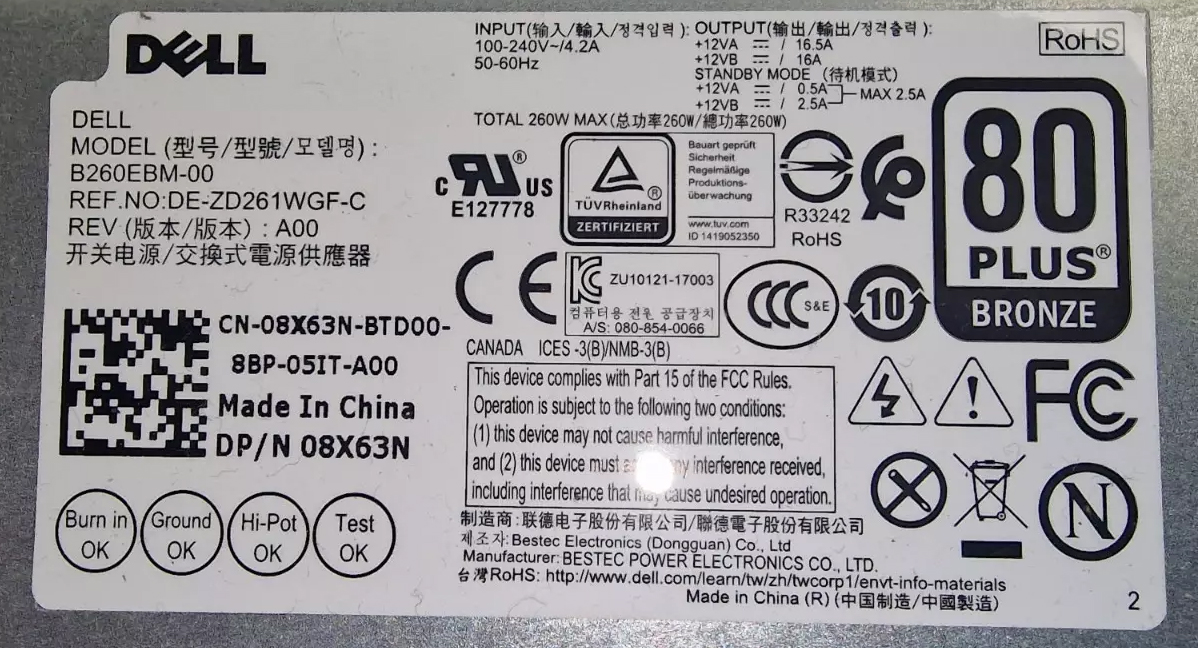 DELL
DELL
MODEL (型号/型號/모델명) :
B260EBM-00
REF.NO:DE-ZD261WGF-C
REV (版本/版本) : A00
开关电源/交換式電源供應器
CN-08X63N-BTD00-
8BP-05IT-A00
Made In China
DP/N 08X63N
Burn in OK
Ground OK
Hi-Pot OK
Test OK
INPUT(输入/輸入/정격입력 ):
100-240V~/4.2A
50-60Hz
OUTPUT(输出/輸出/정격출력 ):
+12VA ⎓ / 16.5A
+12VB ⎓ / 16A
STANDBY MODE (待机模式)
+12VA ⎓ / 0.5A
+12VB ⎓ / 2.5A
MAX 2.5A
TOTAL 260W MAX(总功率260W/總功率260W)
RoHS
c RU ® US
E127778
TÜVRheinland ®
ZERTIFIZIERT
Bauart geprüft
Sicherheit
Regelmäßige
Produktions-
überwachung
www.tuv.com
ID 1419052350
R33242
RoHS
80
PLUS®
BRONZE
CE
ZU10121-17003
컴퓨터용 전원 공급장치
A/S: 080-854-0066
CCC S&E
10
CANADA ICES -3(B)/NMB-3(B)
This device complies with Part 15 of the FCC Rules.
Operation is subject to the following two conditions:
(1) this device may not cause harmful interference,
and (2) this device must interference received,
including interference that may cause undesired operation.
FC
N
制造商:联德电子股份有限公司/聯德電子股份有限公司
제조자: Bestec Electronics (Dongguan) Co., Ltd
Manufacturer: BESTEC POWER ELECTRONICS CO., LTD.
台灣RoHS: http://www.dell.com/learn/tw/zh/twcorp1/envt-info-materials
Made in China (R) (中国制造/中國製造)
2